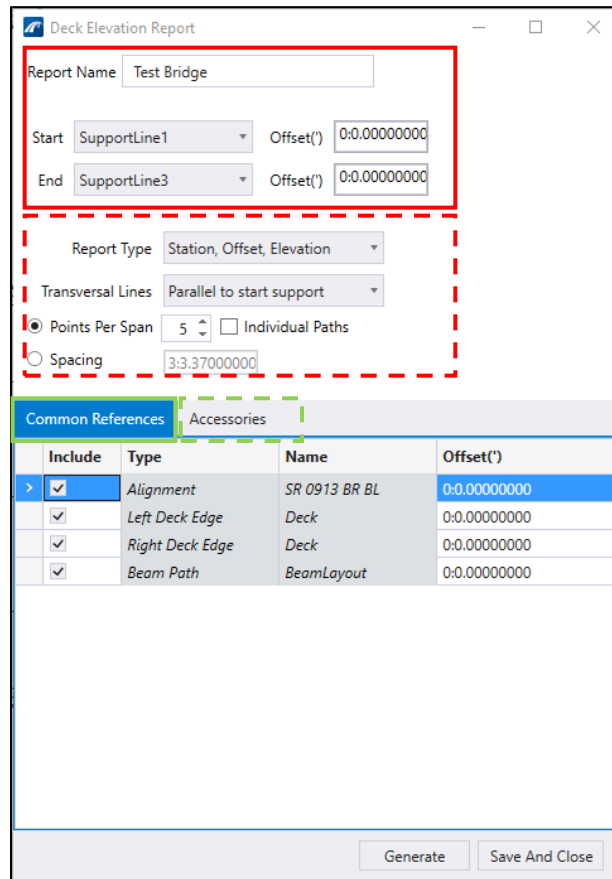 Deck Elevation Report
Report Name Test Bridge
Start SupportLine1 Offset(') 0:0.00000000
End SupportLine3 Offset(') 0:0.00000000
Report Type Station, Offset, Elevation
Transversal Lines Parallel to start support
Points Per Span 5 Individual Paths
Spacing 3:3.37000000
Common References Accessories
Include Type Name Offset(')
Alignment SR 0913 BR BL 0:0.00000000
Left Deck Edge Deck 0:0.00000000
Right Deck Edge Deck 0:0.00000000
Beam Path BeamLayout 0:0.00000000
Generate Save And Close